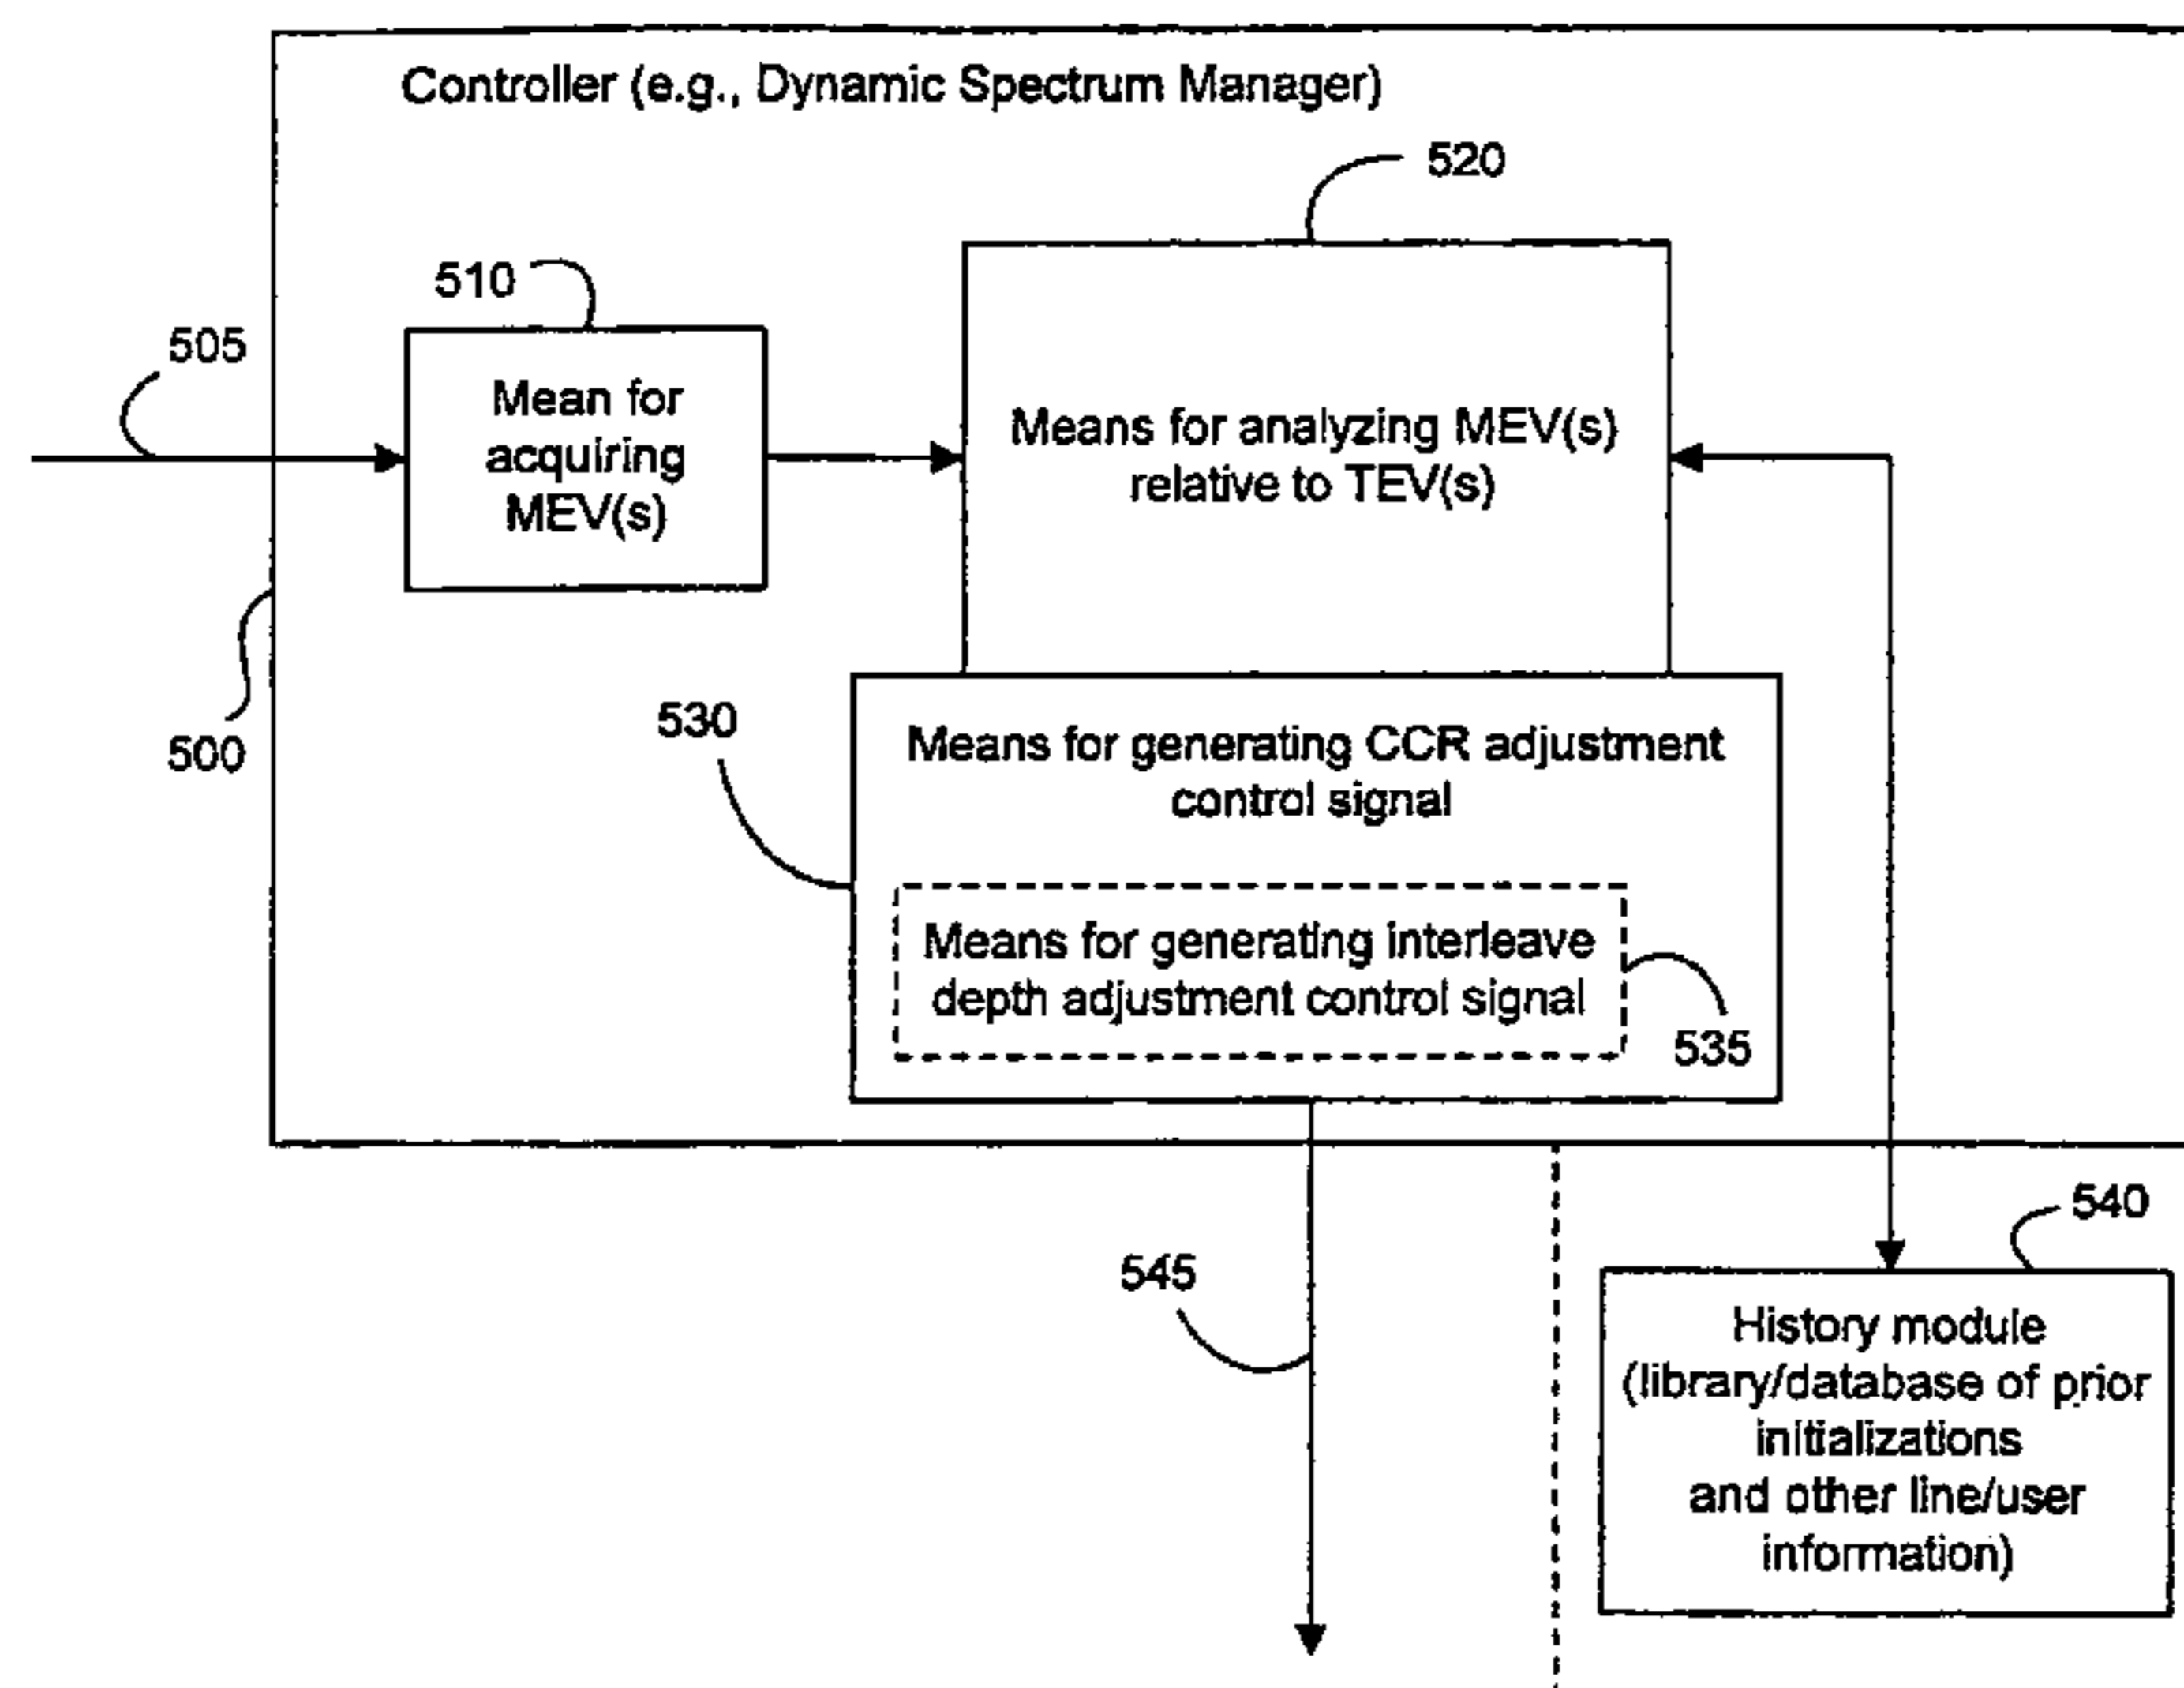 Controller (e.g., Dynamic Spectrum Manager)
520
510
505
Mean for
acquiring
MEV(s)
Means for analyzing MEV(s)
relative to TEV(s)
500
530
Means for generating CCR adjustment
control signal
Means for generating interleave
depth adjustment control signal
535
540
545
History module
(library/database of prior
initializations
and other line/user
information)